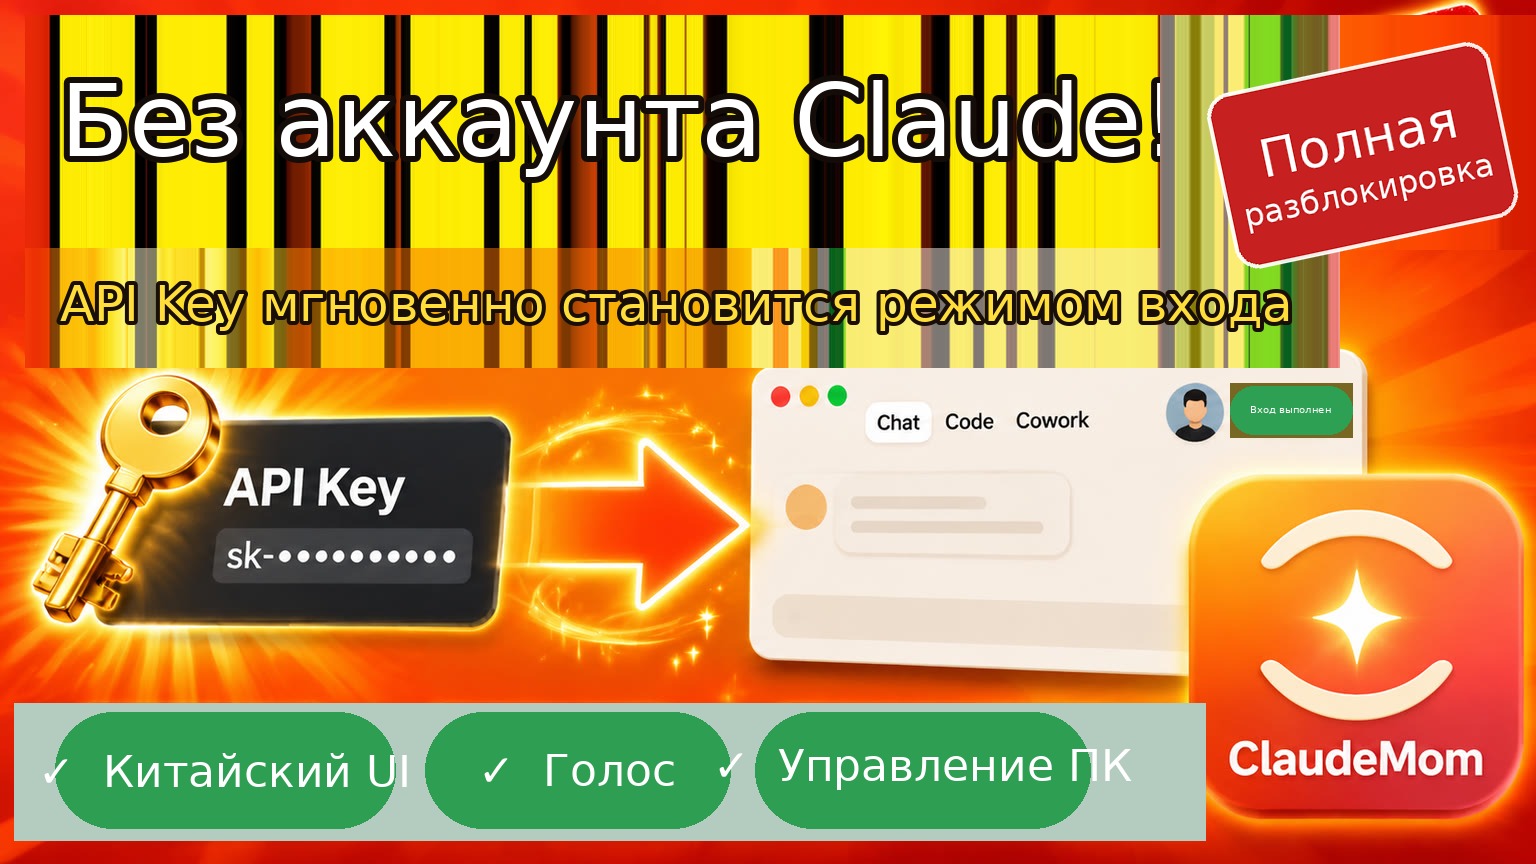 Без аккаунта Claude!
Полная
разблокировка
API Key мгновенно становится режимом входа
Chat Code Cowork
Вход выполнен
API Key
sk-••••••••••
✓ Китайский UI
✓ Голос
✓ Управление ПК
ClaudeMom